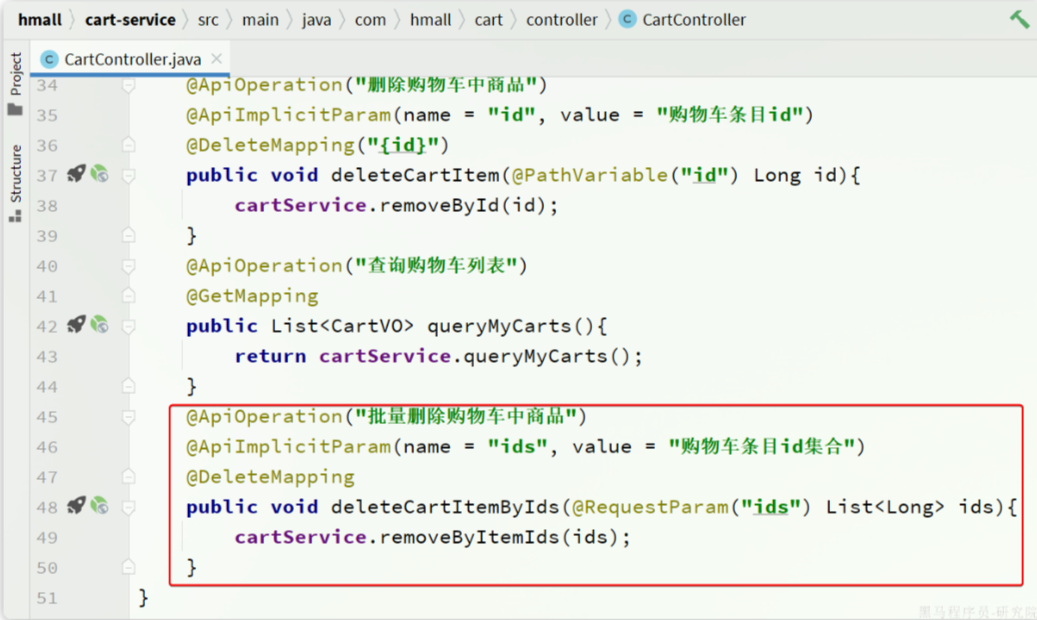 hmall cart-service src main java com hmall cart controller CartController
Project
Structure
CartController.java
34 @ApiOperation("删除购物车中商品")
35 @ApiImplicitParam(name = "id", value = "购物车条目id")
36 @DeleteMapping("{id}")
37 public void deleteCartItem(@PathVariable("id") Long id){
38 cartService.removeById(id);
39 }
40 @ApiOperation("查询购物车列表")
41 @GetMapping
42 public List<CartVO> queryMyCarts(){
43 return cartService.queryMyCarts();
44 }
45 @ApiOperation("批量删除购物车中商品")
46 @ApiImplicitParam(name = "ids", value = "购物车条目id集合")
47 @DeleteMapping
48 public void deleteCartItemByIds(@RequestParam("ids") List<Long> ids){
49 cartService.removeByItemIds(ids);
50 }
51 }
黑马程序员-研究院